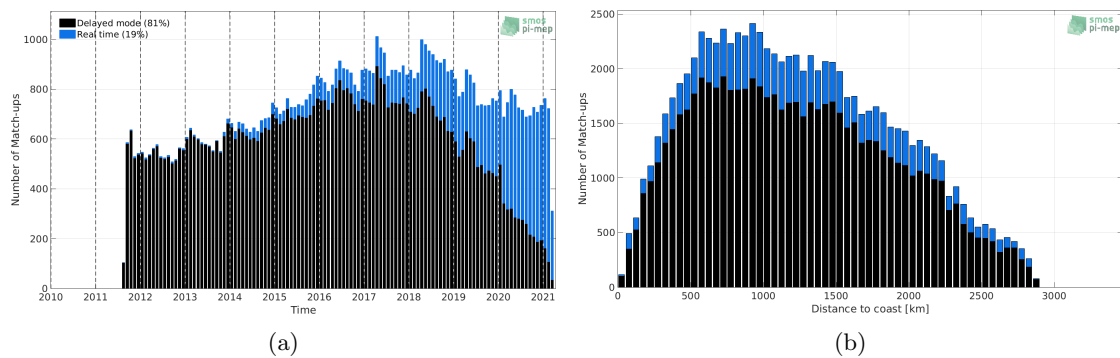 Delayed mode (81%)
Real time (19%)
smos
pi-mep
Number of Match-ups
1000
800
600
400
200
0
2010 2011 2012 2013 2014 2015 2016 2017 2018 2019 2020 2021
Time
(a)
smos
pi-mep
Number of Match-ups
2500
2000
1500
1000
500
0
0 500 1000 1500 2000 2500 3000
Distance to coast [km]
(b)